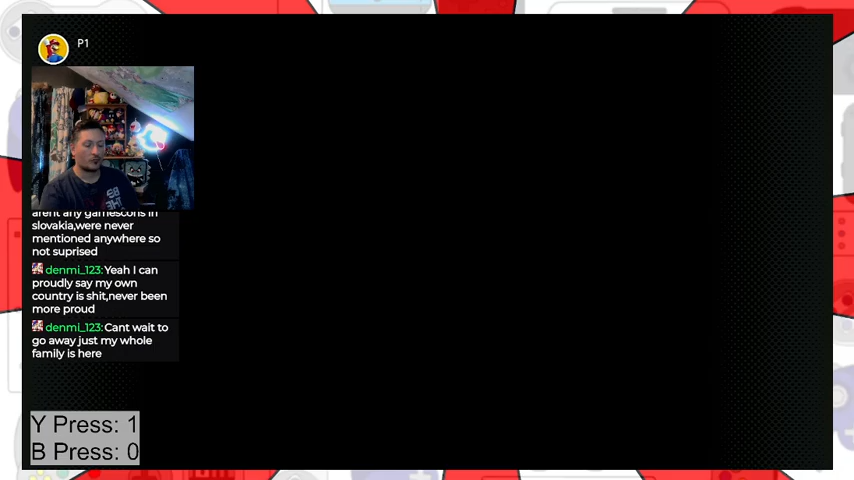 P1
arent any gamescons in
slovakia,were never
mentioned anywhere so
not suprised
denmi_123: Yeah I can
proudly say my own
country is shit,never been
more proud
denmi_123: Cant wait to
go away just my whole
family is here
Y Press: 1
B Press: 0